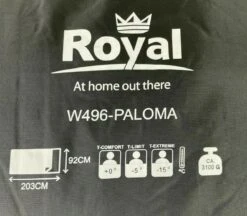 Royal
At home out there
W496-PALOMA
T-COMFORT T-LIMIT T-EXTREME
92CM
+0° -5° -15°
CA.
3100 G
203CM